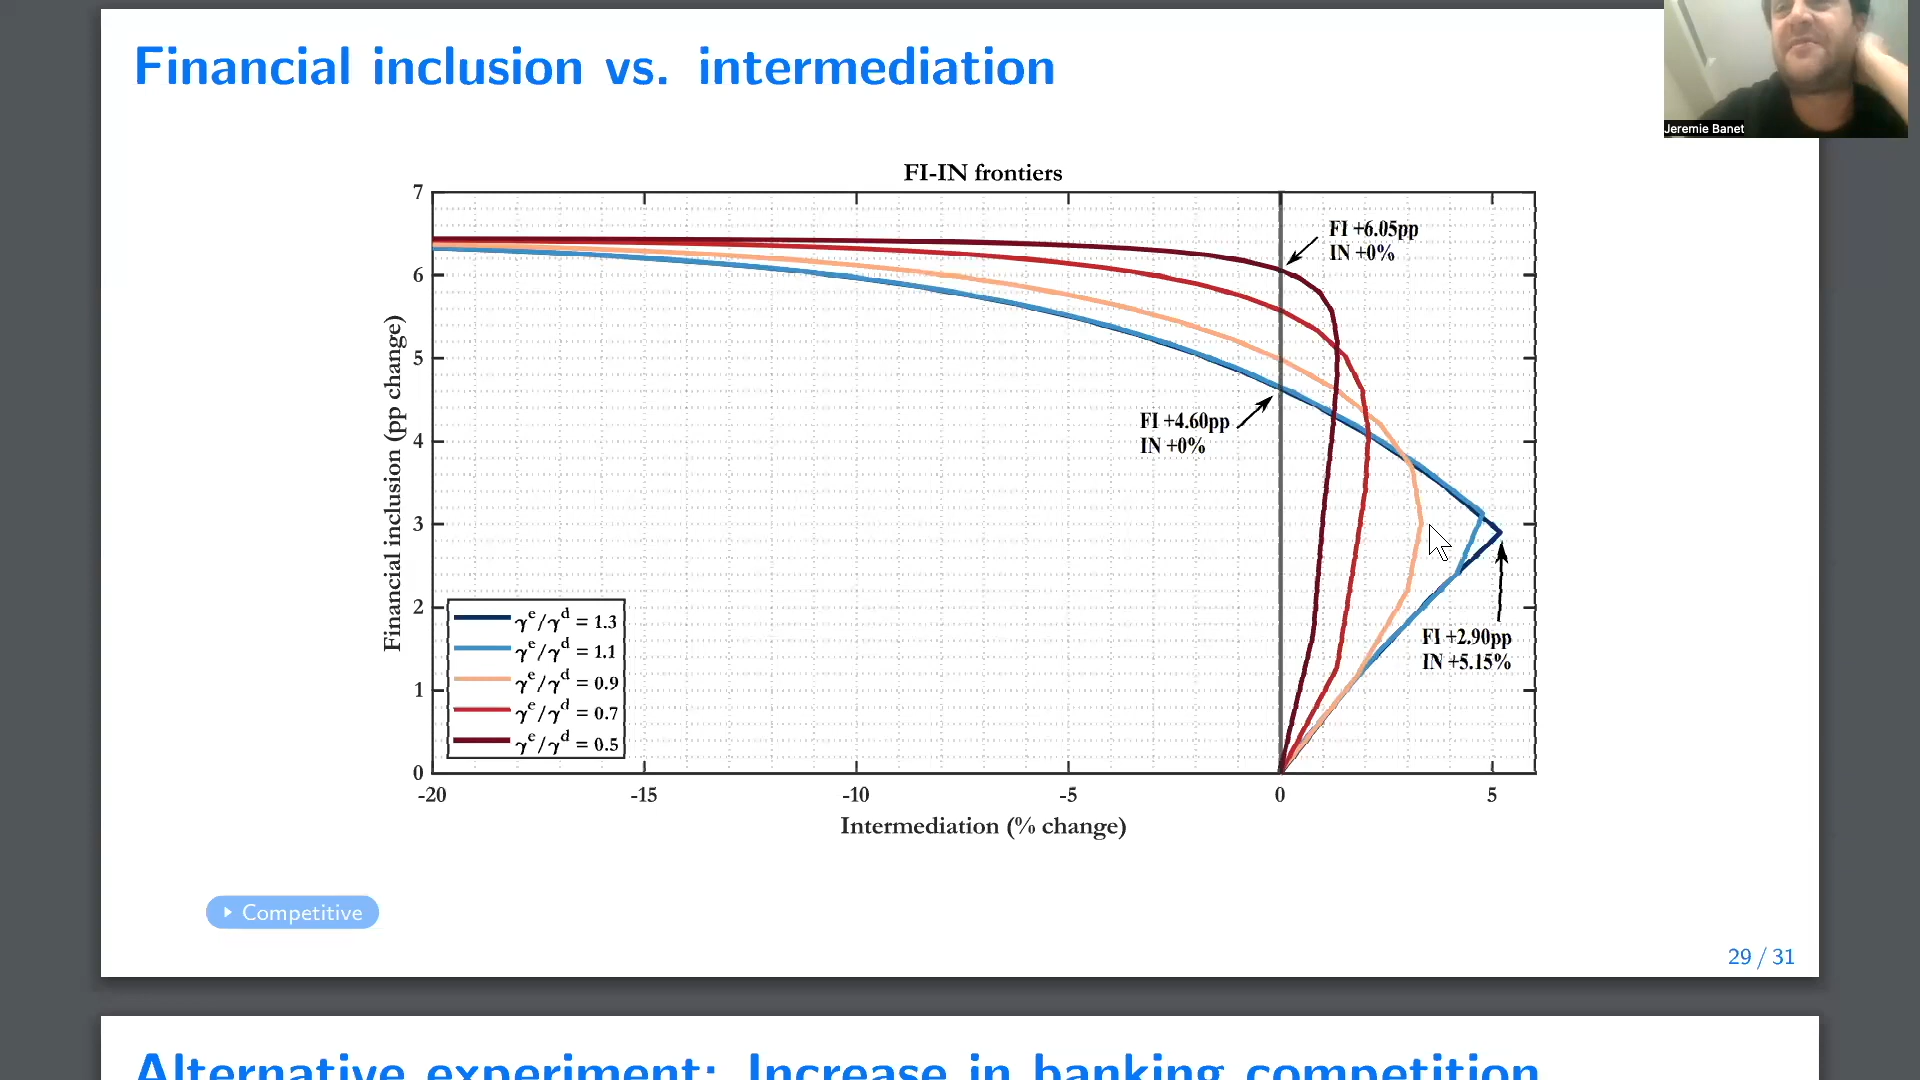 Financial inclusion vs. intermediation
Jeremie Banet
FI-IN frontiers
7
6
5
4
3
2
1
0
Financial inclusion (pp change)
FI +6.05pp
IN +0%
FI +4.60pp
IN +0%
FI +2.90pp
IN +5.15%
γᵉ/γᵈ = 1.3
γᵉ/γᵈ = 1.1
γᵉ/γᵈ = 0.9
γᵉ/γᵈ = 0.7
γᵉ/γᵈ = 0.5
-20 -15 -10 -5 0 5
Intermediation (% change)
Competitive
29 / 31
Alternative experiment: Increase in banking competition